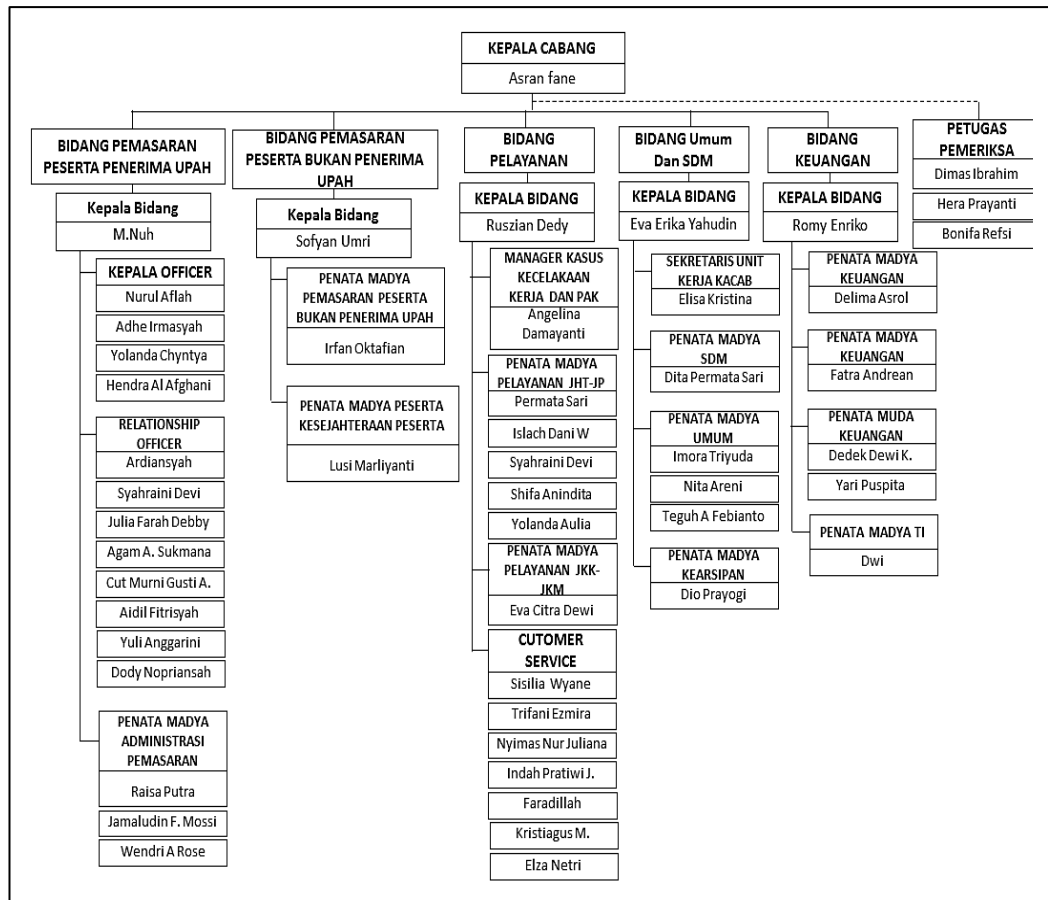 KEPALA CABANG
Asran fane
BIDANG PEMASARAN
PESERTA PENERIMA UPAH
Kepala Bidang
M.Nuh
KEPALA OFFICER
Nurul Aflah
Adhe Irmasyah
Yolanda Chyntya
Hendra Al Afghani
RELATIONSHIP
OFFICER
Ardiansyah
Syahraini Devi
Julia Farah Debby
Agam A. Sukmana
Cut Murni Gusti A.
Aidil Fitrisyah
Yuli Anggarini
Dody Nopriansah
PENATA MADYA
ADMINISTRASI
PEMASARAN
Raisa Putra
Jamaludin F. Mossi
Wendri A Rose
BIDANG PEMASARAN
PESERTA BUKAN PENERIMA
UPAH
Kepala Bidang
Sofyan Umri
PENATA MADYA
PEMASARAN PESERTA
BUKAN PENERIMA UPAH
Irfan Oktafian
PENATA MADYA PESERTA
KESEJAHTERAAN PESERTA
Lusi Marliyanti
BIDANG
PELAYANAN
KEPALA BIDANG
Ruszian Dedy
MANAGER KASUS
KECELAKAAN
KERJA DAN PAK
Angelina
Damayanti
PENATA MADYA
PELAYANAN JHT-JP
Permata Sari
Islach Dani W
Syahraini Devi
Shifa Anindita
Yolanda Aulia
PENATA MADYA
PELAYANAN JKK-
JKM
Eva Citra Dewi
CUTOMER
SERVICE
Sisilia Wyane
Trifani Ezmira
Nyimas Nur Juliana
Indah Pratiwi J.
Faradillah
Kristiagus M.
Elza Netri
BIDANG Umum
Dan SDM
KEPALA BIDANG
Eva Erika Yahudin
SEKRETARIS UNIT
KERJA KACAB
Elisa Kristina
PENATA MADYA
SDM
Dita Permata Sari
PENATA MADYA
UMUM
Imora Triyuda
Nita Areni
Teguh A Febianto
PENATA MADYA
KEARSIPAN
Dio Prayogi
BIDANG
KEUANGAN
KEPALA BIDANG
Romy Enriko
PENATA MADYA
KEUANGAN
Delima Asrol
PENATA MADYA
KEUANGAN
Fatra Andrean
PENATA MUDA
KEUANGAN
Dedek Dewi K.
Yari Puspita
PENATA MADYA TI
Dwi
PETUGAS
PEMERIKSA
Dimas Ibrahim
Hera Prayanti
Bonifa Refsi